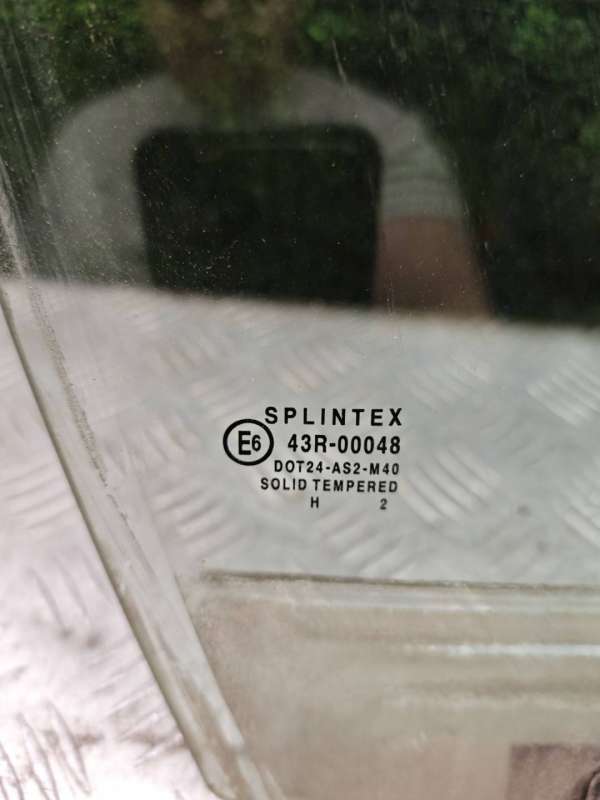 SPLINTEX
E6 43R-00048
DOT24-AS2-M40
SOLID TEMPERED
H 2